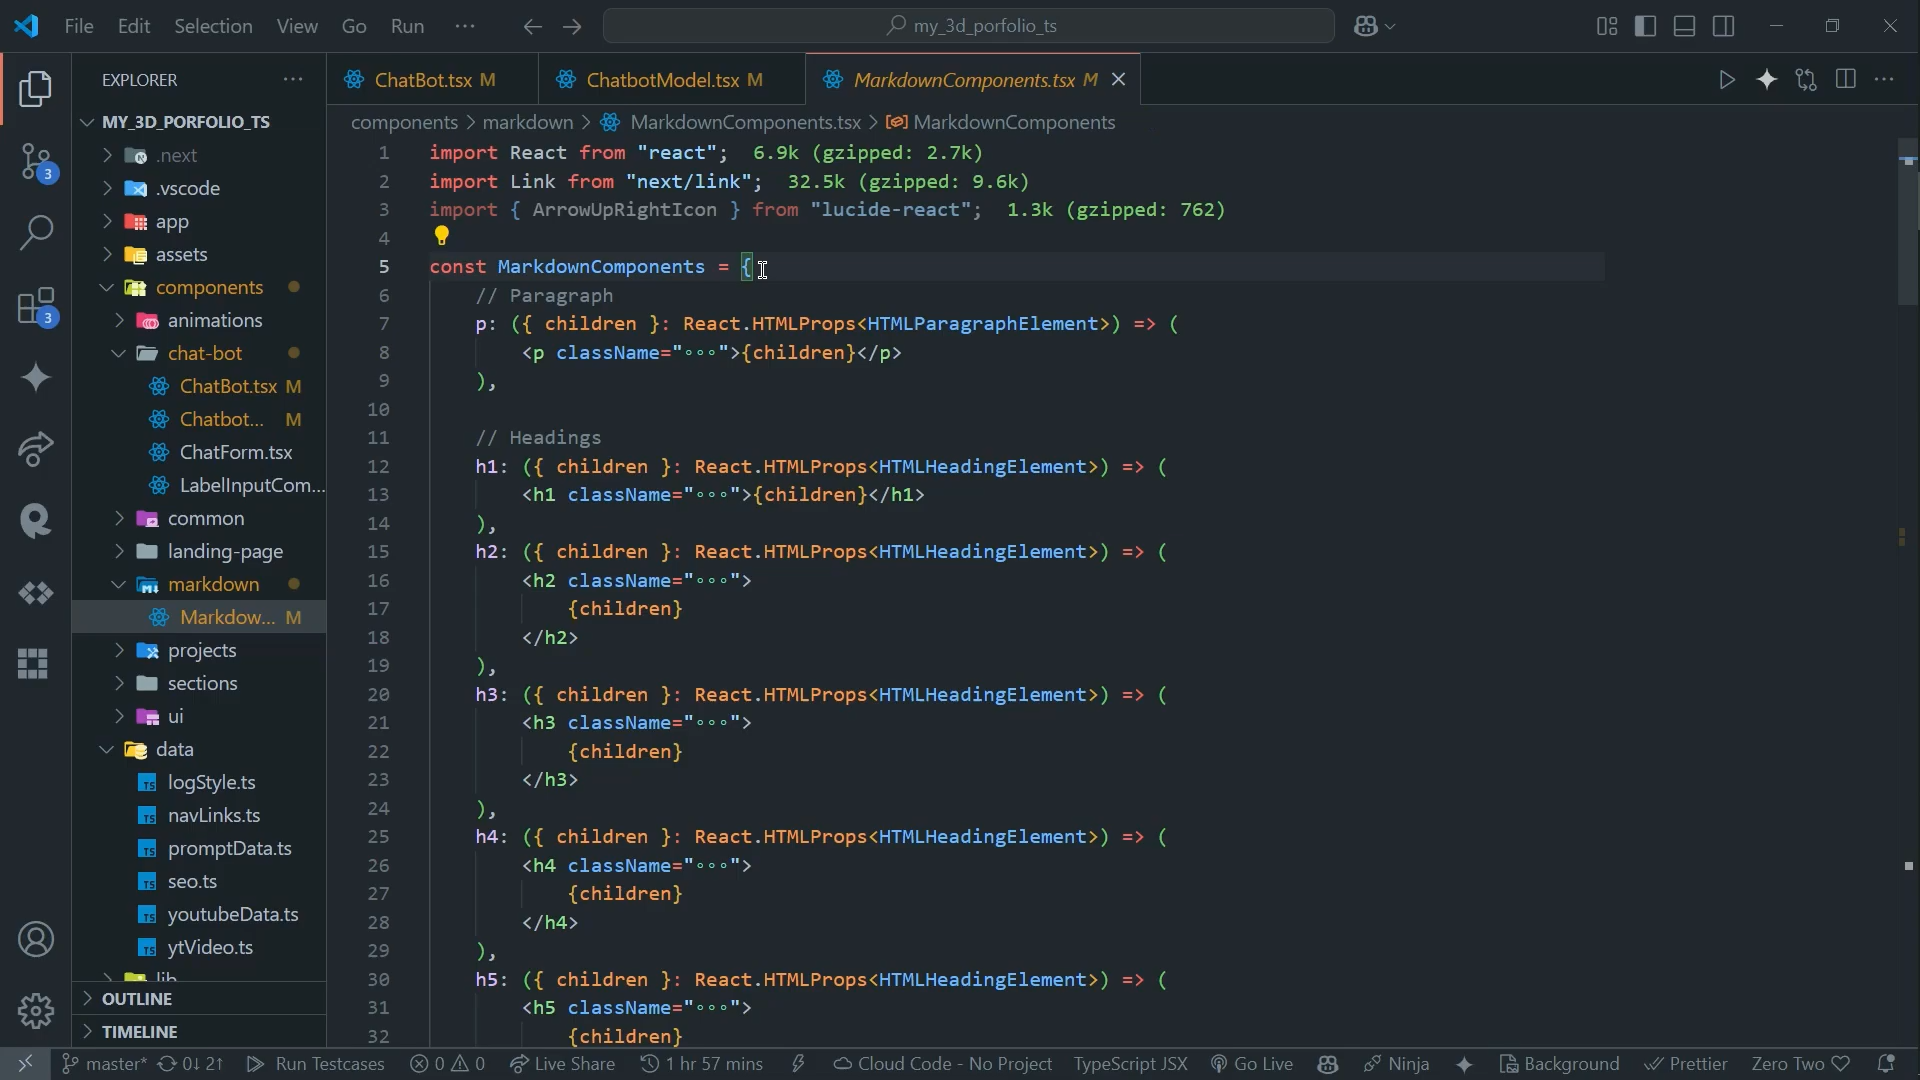 File Edit Selection View Go Run ··· my_3d_porfolio_ts
EXPLORER ···
MY_3D_PORFOLIO_TS
.next
.vscode
app
assets
components
animations
chat-bot
ChatBot.tsx M
Chatbot... M
ChatForm.tsx
LabelInputCom...
common
landing-page
markdown
Markdow... M
projects
sections
ui
data
TS logStyle.ts
TS navLinks.ts
TS promptData.ts
TS seo.ts
TS youtubeData.ts
TS ytVideo.ts
lib
OUTLINE
TIMELINE
3
3
ChatBot.tsx M ChatbotModel.tsx M MarkdownComponents.tsx M
components > markdown > MarkdownComponents.tsx > MarkdownComponents
1 import React from "react"; 6.9k (gzipped: 2.7k)
2 import Link from "next/link"; 32.5k (gzipped: 9.6k)
3 import { ArrowUpRightIcon } from "lucide-react"; 1.3k (gzipped: 762)
4
5 const MarkdownComponents = {
6 // Paragraph
7 p: ({ children }: React.HTMLProps<HTMLParagraphElement>) => (
8 <p className="∘∘∘">{children}</p>
9 ),
10
11 // Headings
12 h1: ({ children }: React.HTMLProps<HTMLHeadingElement>) => (
13 <h1 className="∘∘∘">{children}</h1>
14 ),
15 h2: ({ children }: React.HTMLProps<HTMLHeadingElement>) => (
16 <h2 className="∘∘∘">
17 {children}
18 </h2>
19 ),
20 h3: ({ children }: React.HTMLProps<HTMLHeadingElement>) => (
21 <h3 className="∘∘∘">
22 {children}
23 </h3>
24 ),
25 h4: ({ children }: React.HTMLProps<HTMLHeadingElement>) => (
26 <h4 className="∘∘∘">
27 {children}
28 </h4>
29 ),
30 h5: ({ children }: React.HTMLProps<HTMLHeadingElement>) => (
31 <h5 className="∘∘∘">
32 {children}
master* 0↓ 2↑ Run Testcases 0 0 Live Share 1 hr 57 mins Cloud Code - No Project TypeScript JSX Go Live Ninja Background Prettier Zero Two